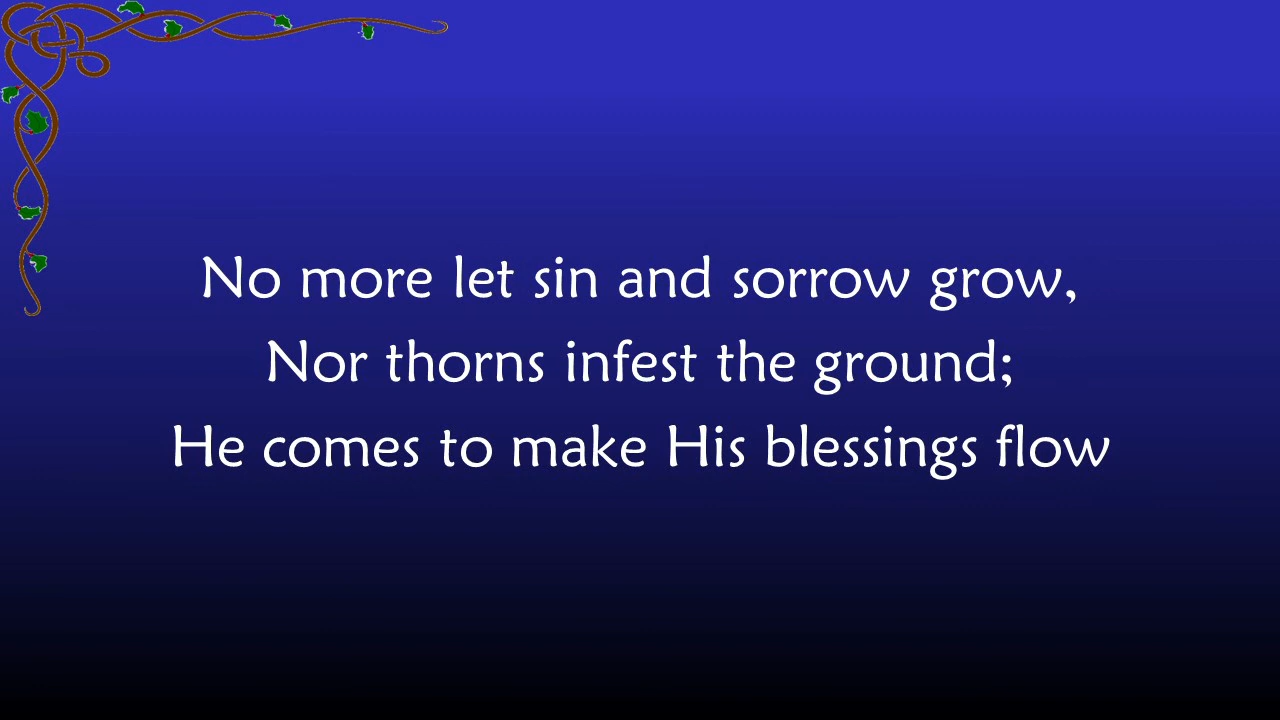 No more let sin and sorrow grow,
Nor thorns infest the ground;
He comes to make His blessings flow